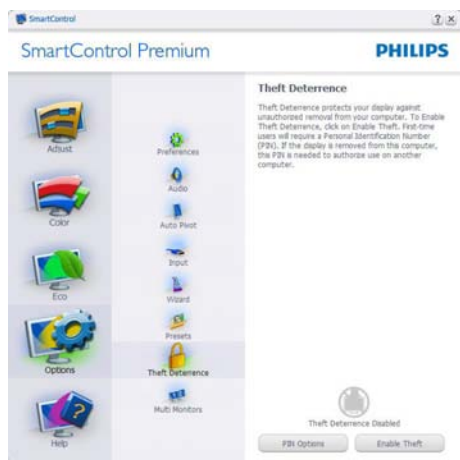 SmartControl
? x
SmartControl Premium
PHILIPS
Adjust
Color
Eco
Options
Help
Preferences
Audio
Auto Pivot
Input
Wizard
Presets
Theft Deterrence
Multi Monitors
Theft Deterrence
Theft Deterrence protects your display against
unauthorized removal from your computer. To Enable
Theft Deterrence, click on Enable Theft. First-time
users will require a Personal Identification Number
(PIN). If the display is removed from this computer,
this PIN is needed to authorize use on another
computer.
Theft Deterrence Disabled
PIN Options
Enable Theft